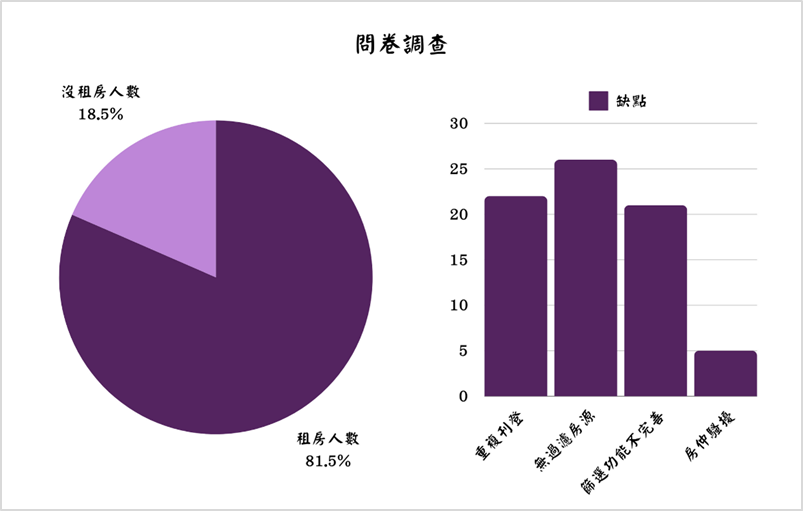 問卷調查
沒租房人數
18.5%
租房人數
81.5%
缺點
30
25
20
15
10
5
0
重複刊登
無過濾房源
篩選功能不完善
房仲騷擾